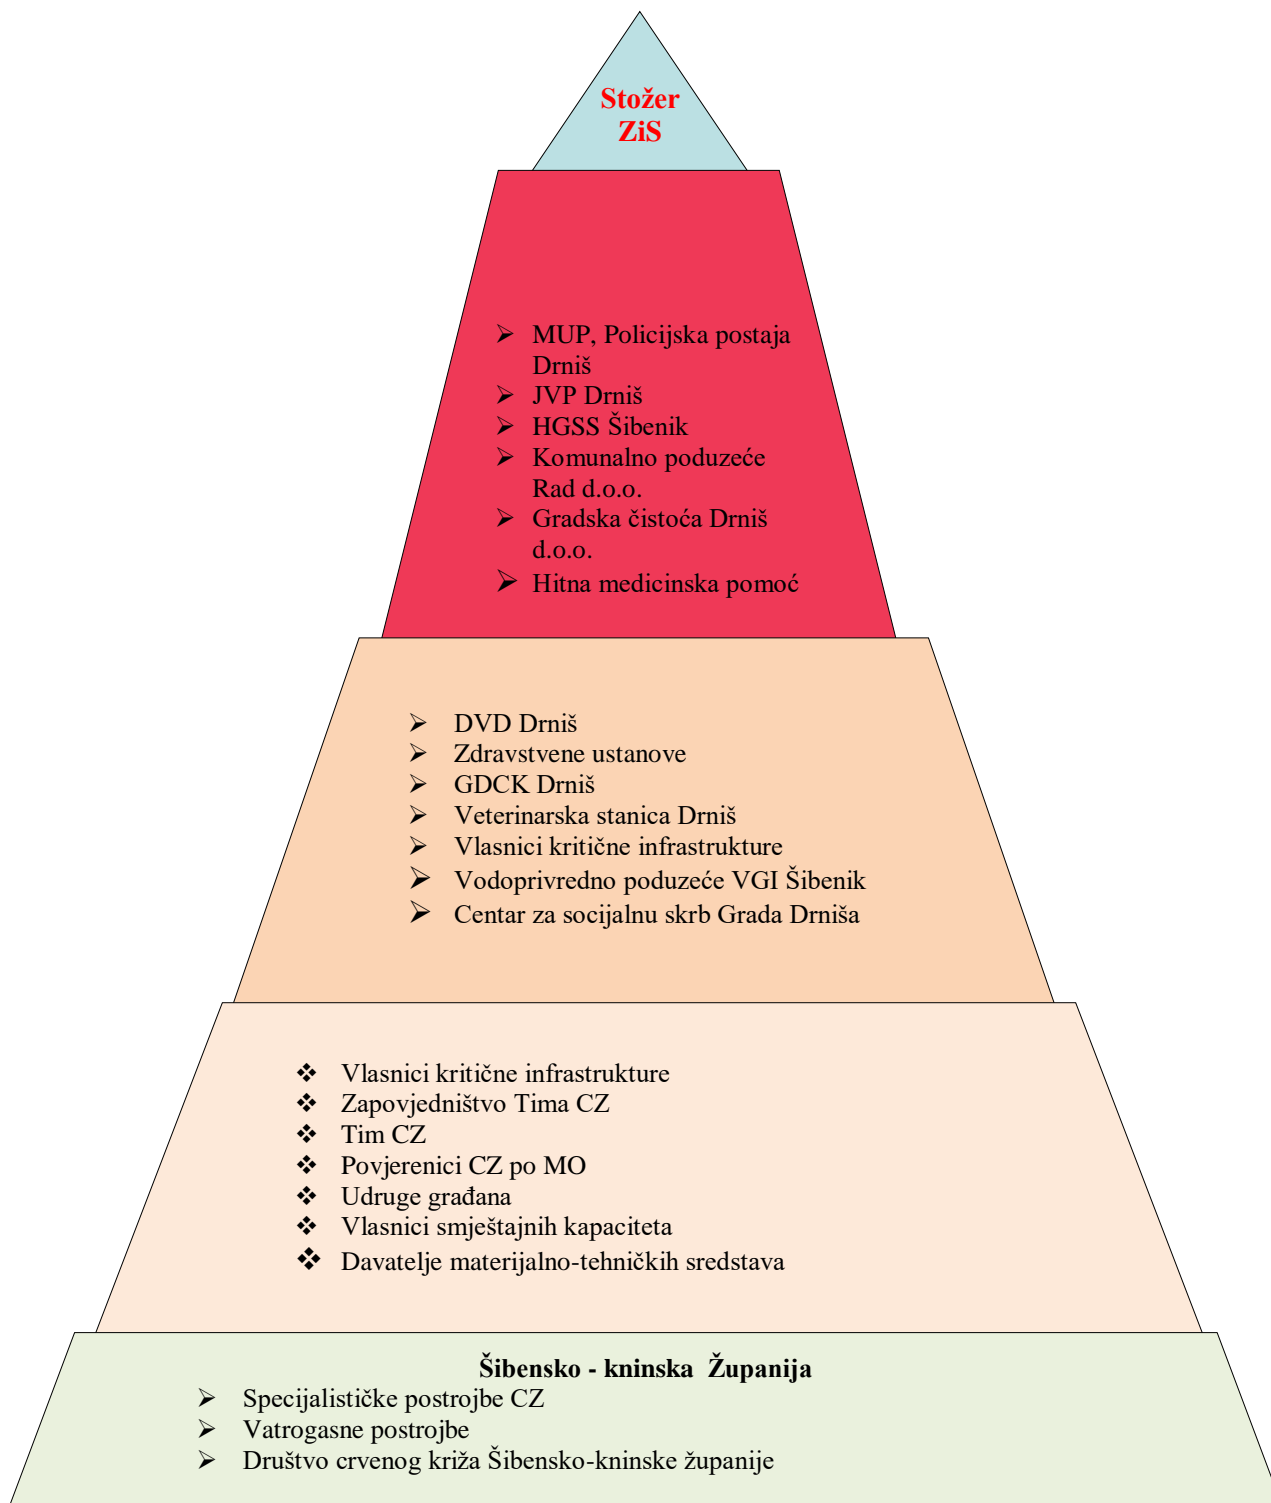 Stožer
ZiS
➢ MUP, Policijska postaja
Drniš
➢ JVP Drniš
➢ HGSS Šibenik
➢ Komunalno poduzeće
Rad d.o.o.
➢ Gradska čistoća Drniš
d.o.o.
➢ Hitna medicinska pomoć
➢ DVD Drniš
➢ Zdravstvene ustanove
➢ GDCK Drniš
➢ Veterinarska stanica Drniš
➢ Vlasnici kritične infrastrukture
➢ Vodoprivredno poduzeće VGI Šibenik
➢ Centar za socijalnu skrb Grada Drniša
❖ Vlasnici kritične infrastrukture
❖ Zapovjedništvo Tima CZ
❖ Tim CZ
❖ Povjerenici CZ po MO
❖ Udruge građana
❖ Vlasnici smještajnih kapaciteta
❖ Davatelje materijalno-tehničkih sredstava
Šibensko - kninska Županija
➢ Specijalističke postrojbe CZ
➢ Vatrogasne postrojbe
➢ Društvo crvenog križa Šibensko-kninske županije